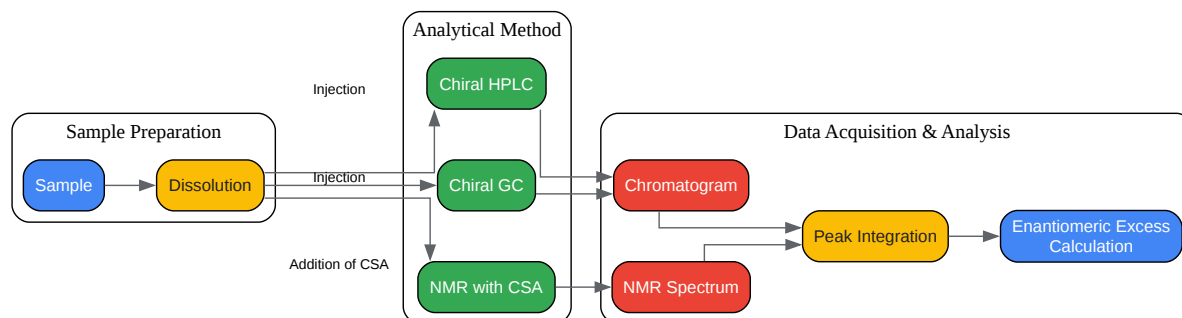 Analytical Method
Chiral HPLC
Injection
Sample Preparation
Data Acquisition & Analysis
Sample
Dissolution
Injection
Chiral GC
Chromatogram
Peak Integration
Enantiomeric Excess
Calculation
Addition of CSA
NMR with CSA
NMR Spectrum